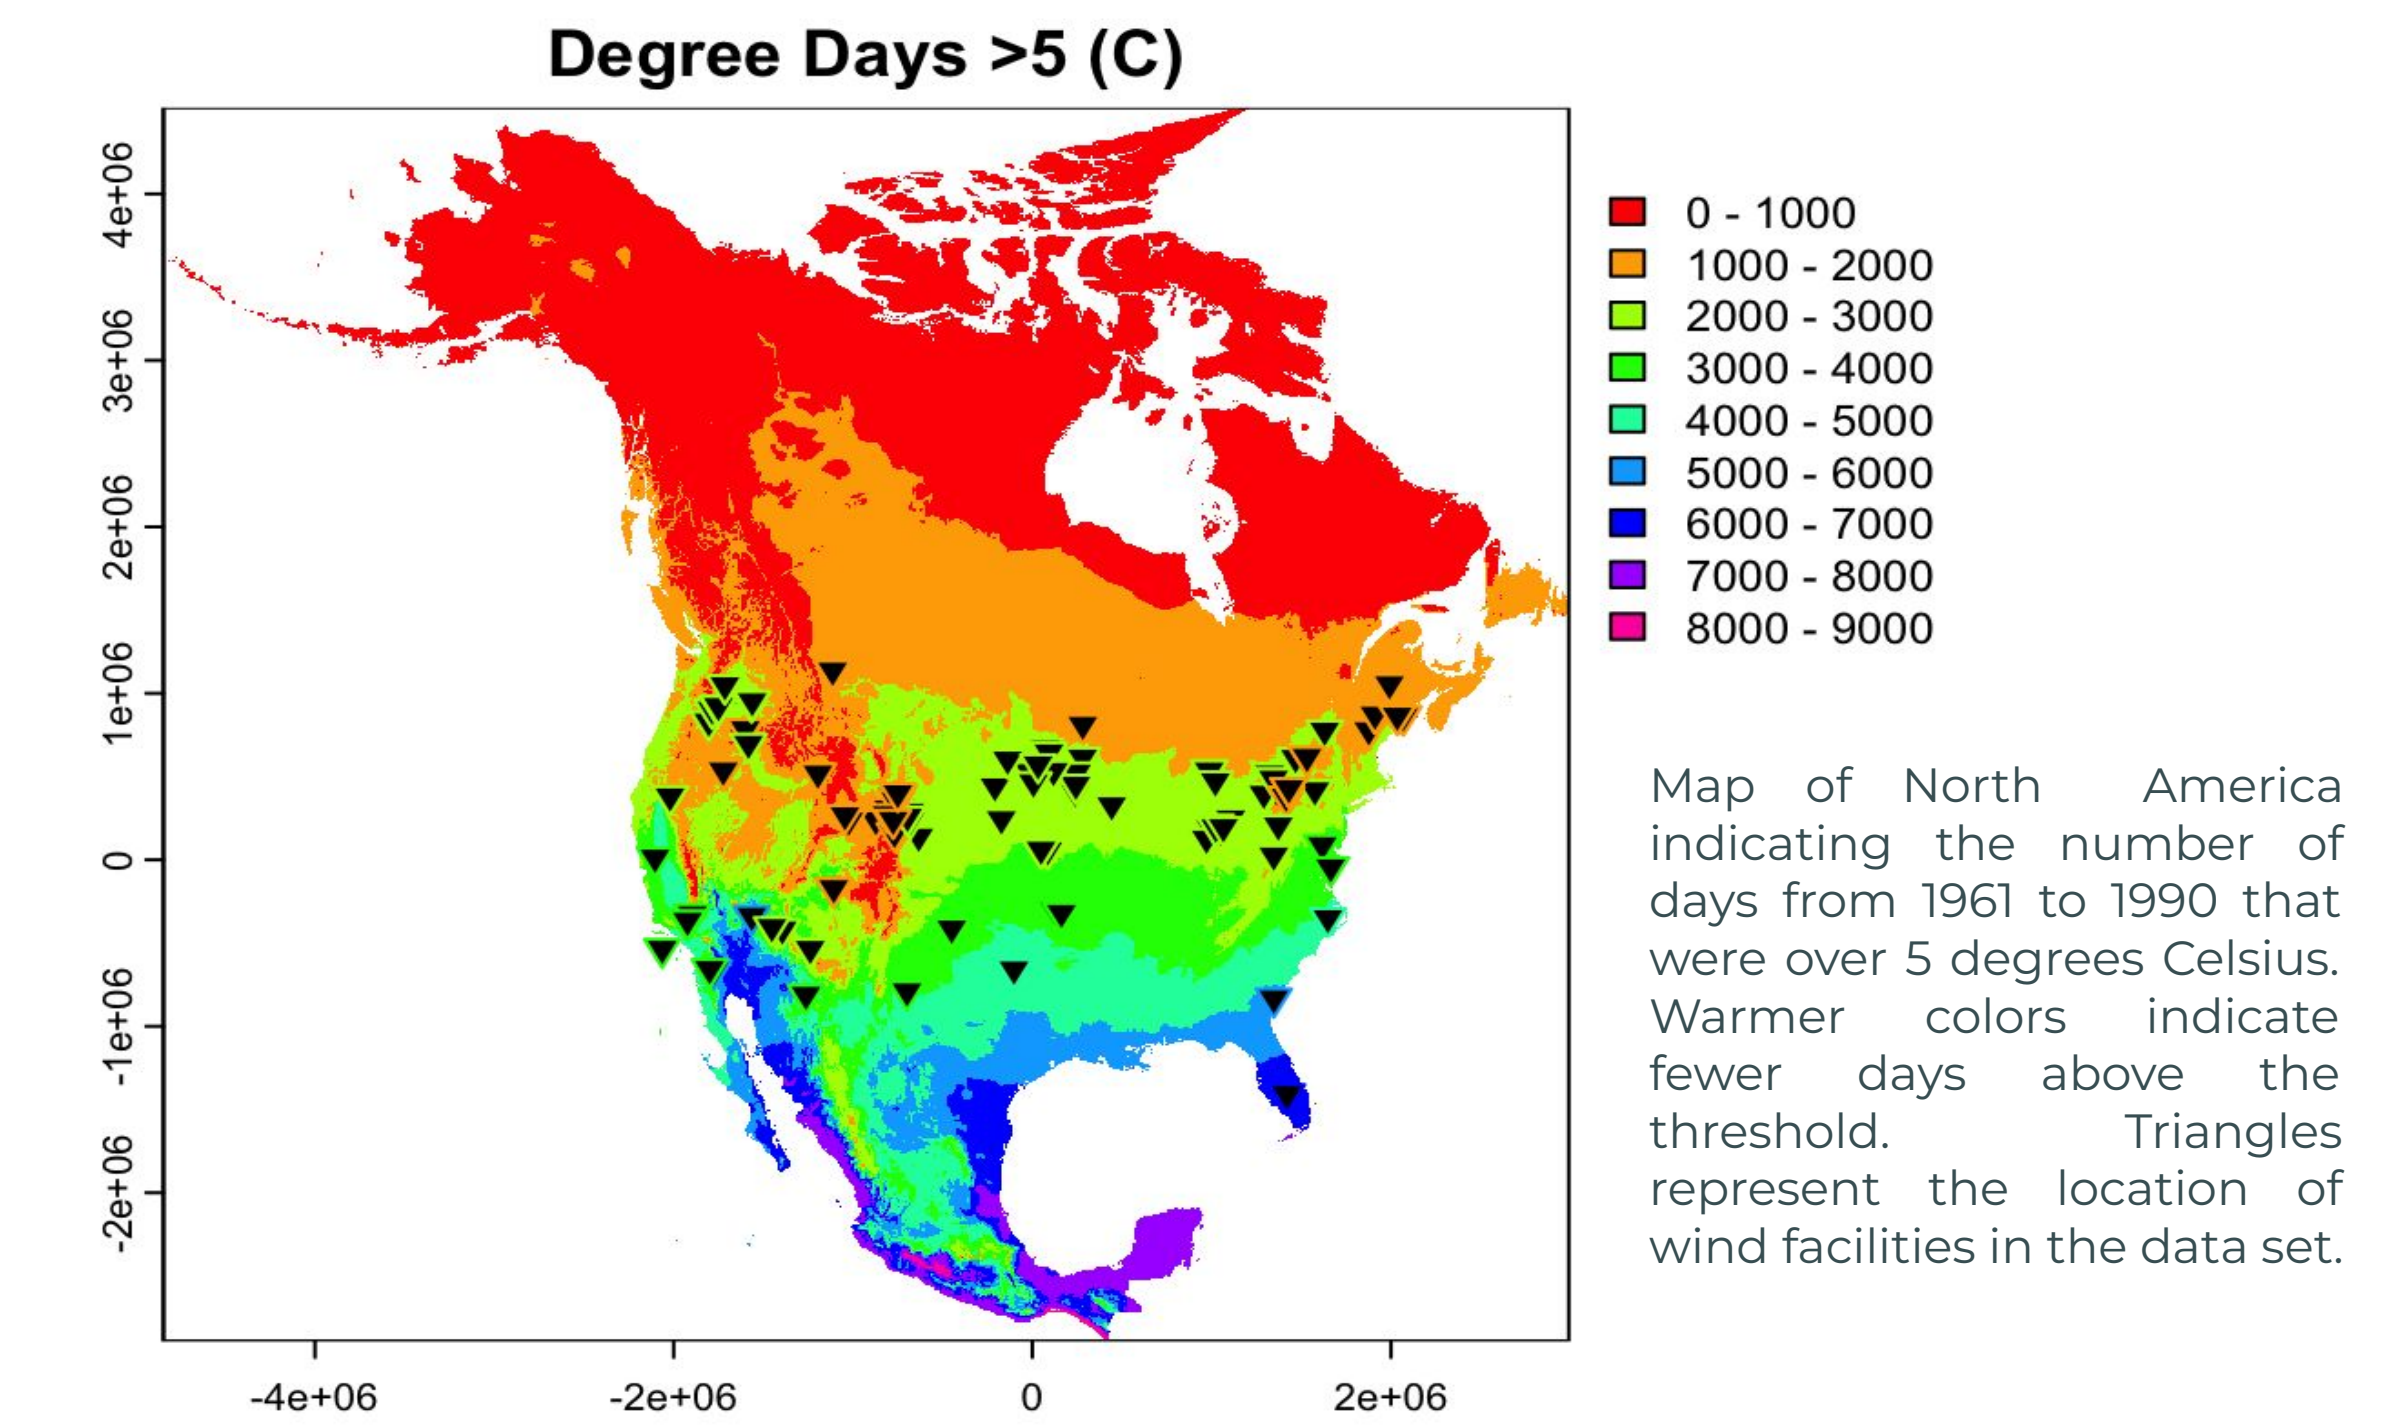 Degree Days >5 (C)
4e+06
3e+06
2e+06
1e+06
0
-1e+06
-2e+06
-4e+06
-2e+06
0
2e+06
0 - 1000
1000 - 2000
2000 - 3000
3000 - 4000
4000 - 5000
5000 - 6000
6000 - 7000
7000 - 8000
8000 - 9000
Map of North America
indicating the number of
days from 1961 to 1990 that
were over 5 degrees Celsius.
Warmer colors indicate
fewer days above the
threshold. Triangles
represent the location of
wind facilities in the data set.